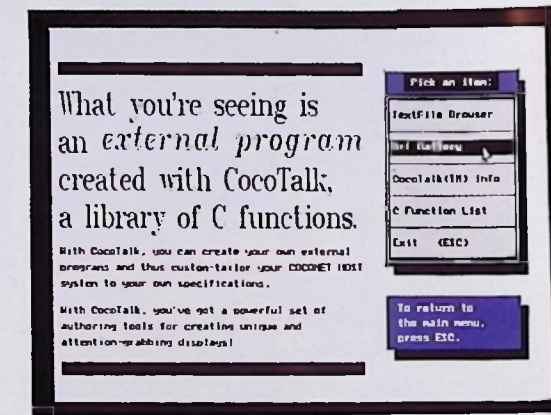 What you're seeing is
an external program
created with CocoTalk,
a library of C functions.
With CocoTalk, you can create your own external
programs and thus custom-tailor your COCONET HOST
system to your own specifications.
With CocoTalk, you've got a powerful set of
authoring tools for creating unique and
attention-grabbing displays!
Pick an item:
TextFile Browser
Art Gallery
CocoTalk(TM) Info
C Function List
Exit (ESC)
To return to
the main menu,
press ESC.